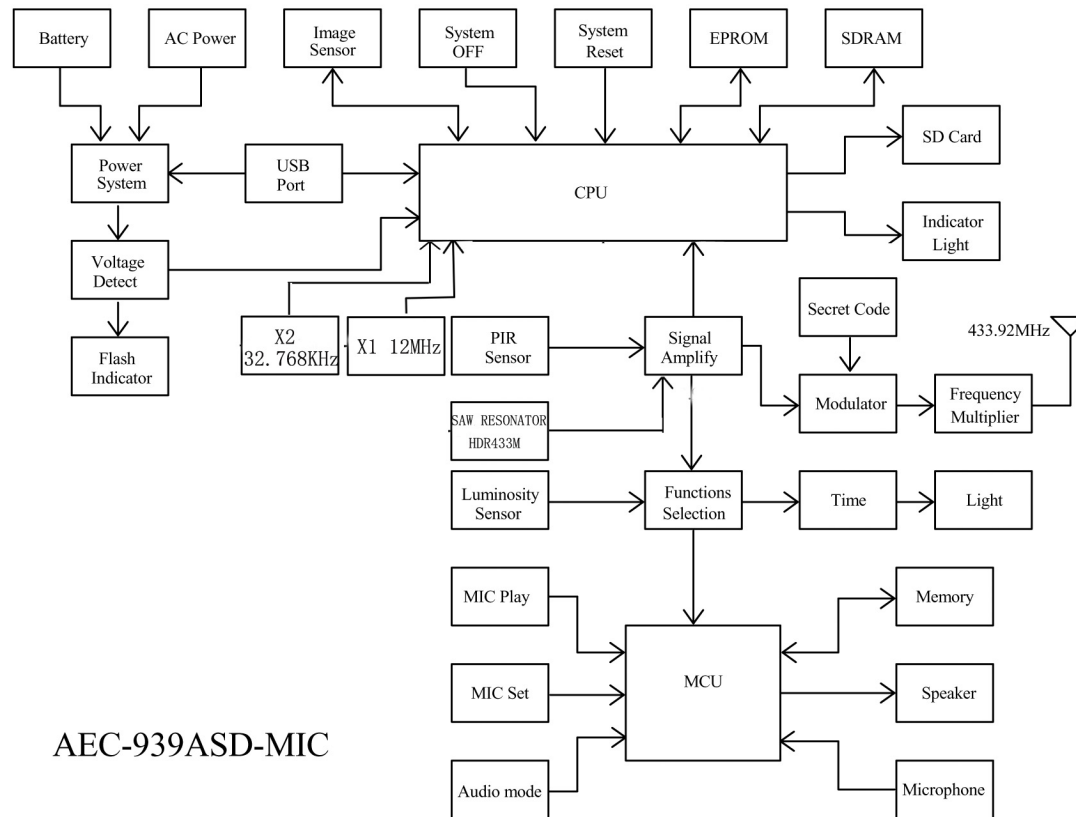 Battery
AC Power
Image
Sensor
System
OFF
System
Reset
EPROM
SDRAM
Power
System
USB
Port
CPU
SD Card
Indicator
Light
Voltage
Detect
Flash
Indicator
X2
32.768KHz
X1 12MHz
PIR
Sensor
Signal
Amplify
Secret Code
433.92MHz
Modulator
Frequency
Multiplier
SAW RESONATOR
HDR433M
Luminosity
Sensor
Functions
Selection
Time
Light
MIC Play
Memory
MIC Set
MCU
Speaker
AEC-939ASD-MIC
Audio mode
Microphone